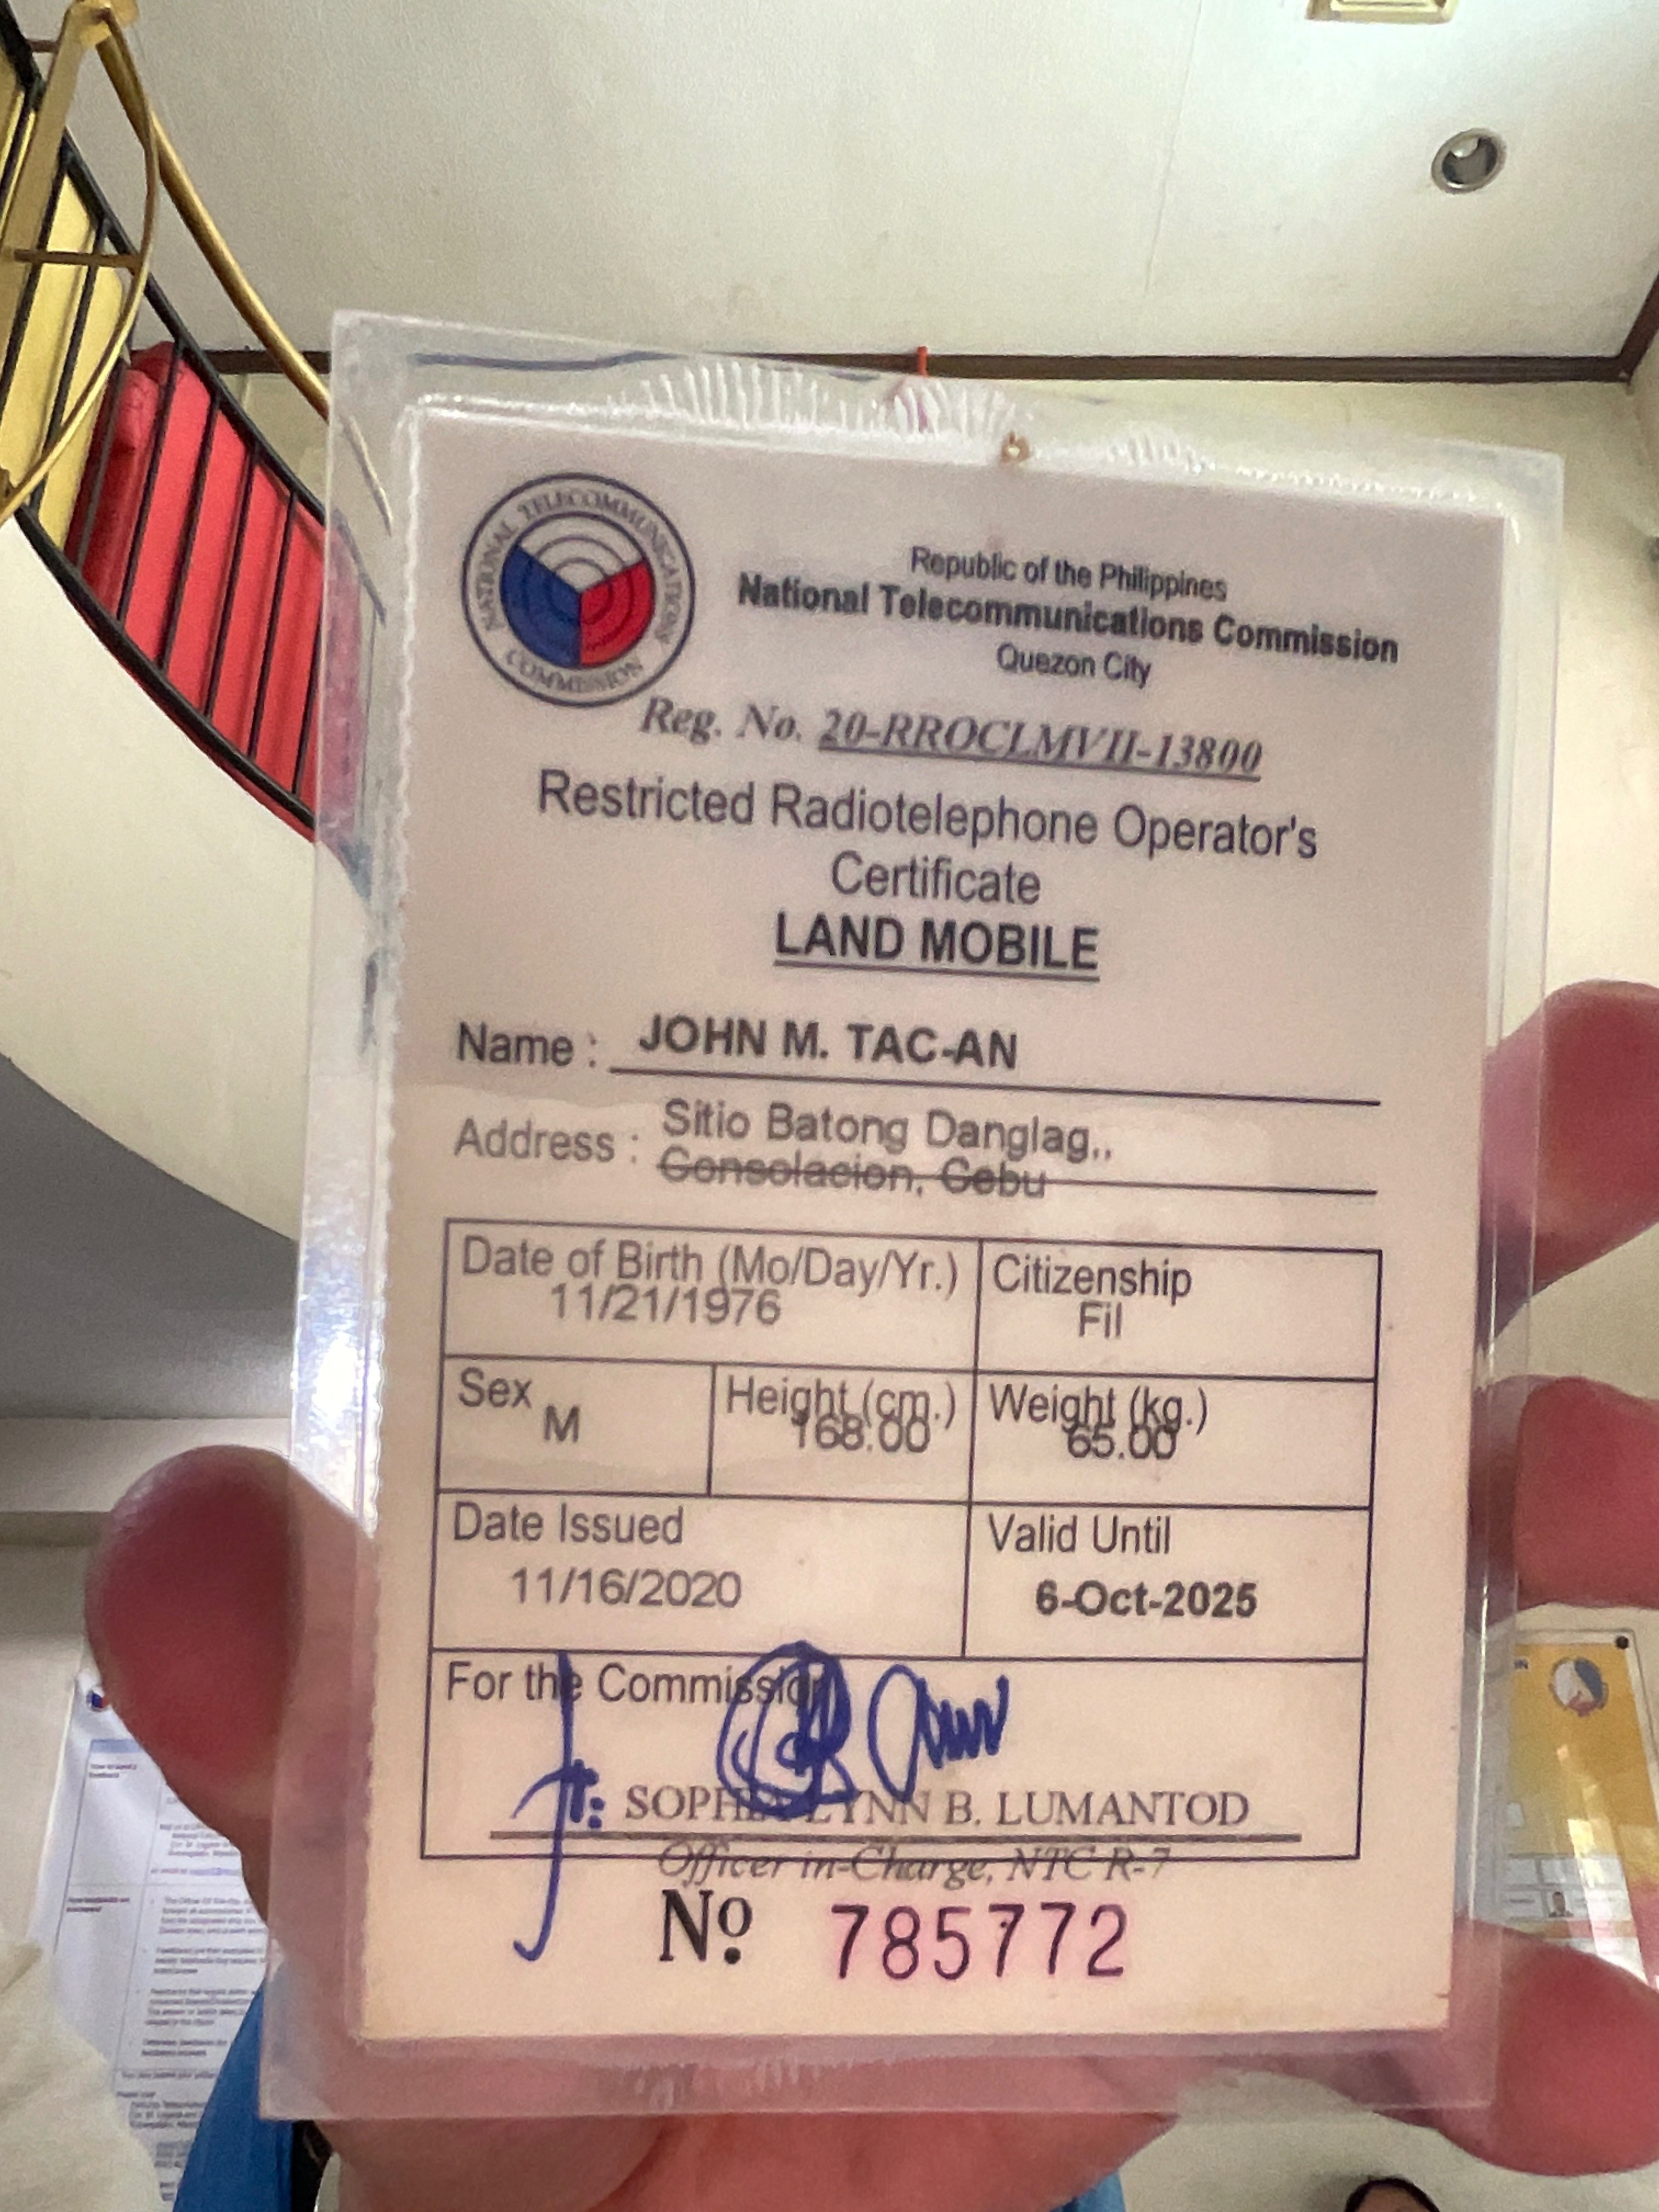 NATIONAL TELECOMMUNICATIONS COMMISSION
Republic of the Philippines
National Telecommunications Commission
Quezon City
Reg. No. 20-RROCLMVII-13800
Restricted Radiotelephone Operator's
Certificate
LAND MOBILE
Name : JOHN M. TAC-AN
Address : Sitio Batong Danglag,,
Consolacion, Cebu
Date of Birth (Mo/Day/Yr.) Citizenship
11/21/1976 Fil
Sex Height (cm.) Weight (kg.)
M 168.00 65.00
Date Issued Valid Until
11/16/2020 6-Oct-2025
For the Commission
SOPHIA LYNN B. LUMANTOD
Officer in-Charge, NTC R-7
No. 785772